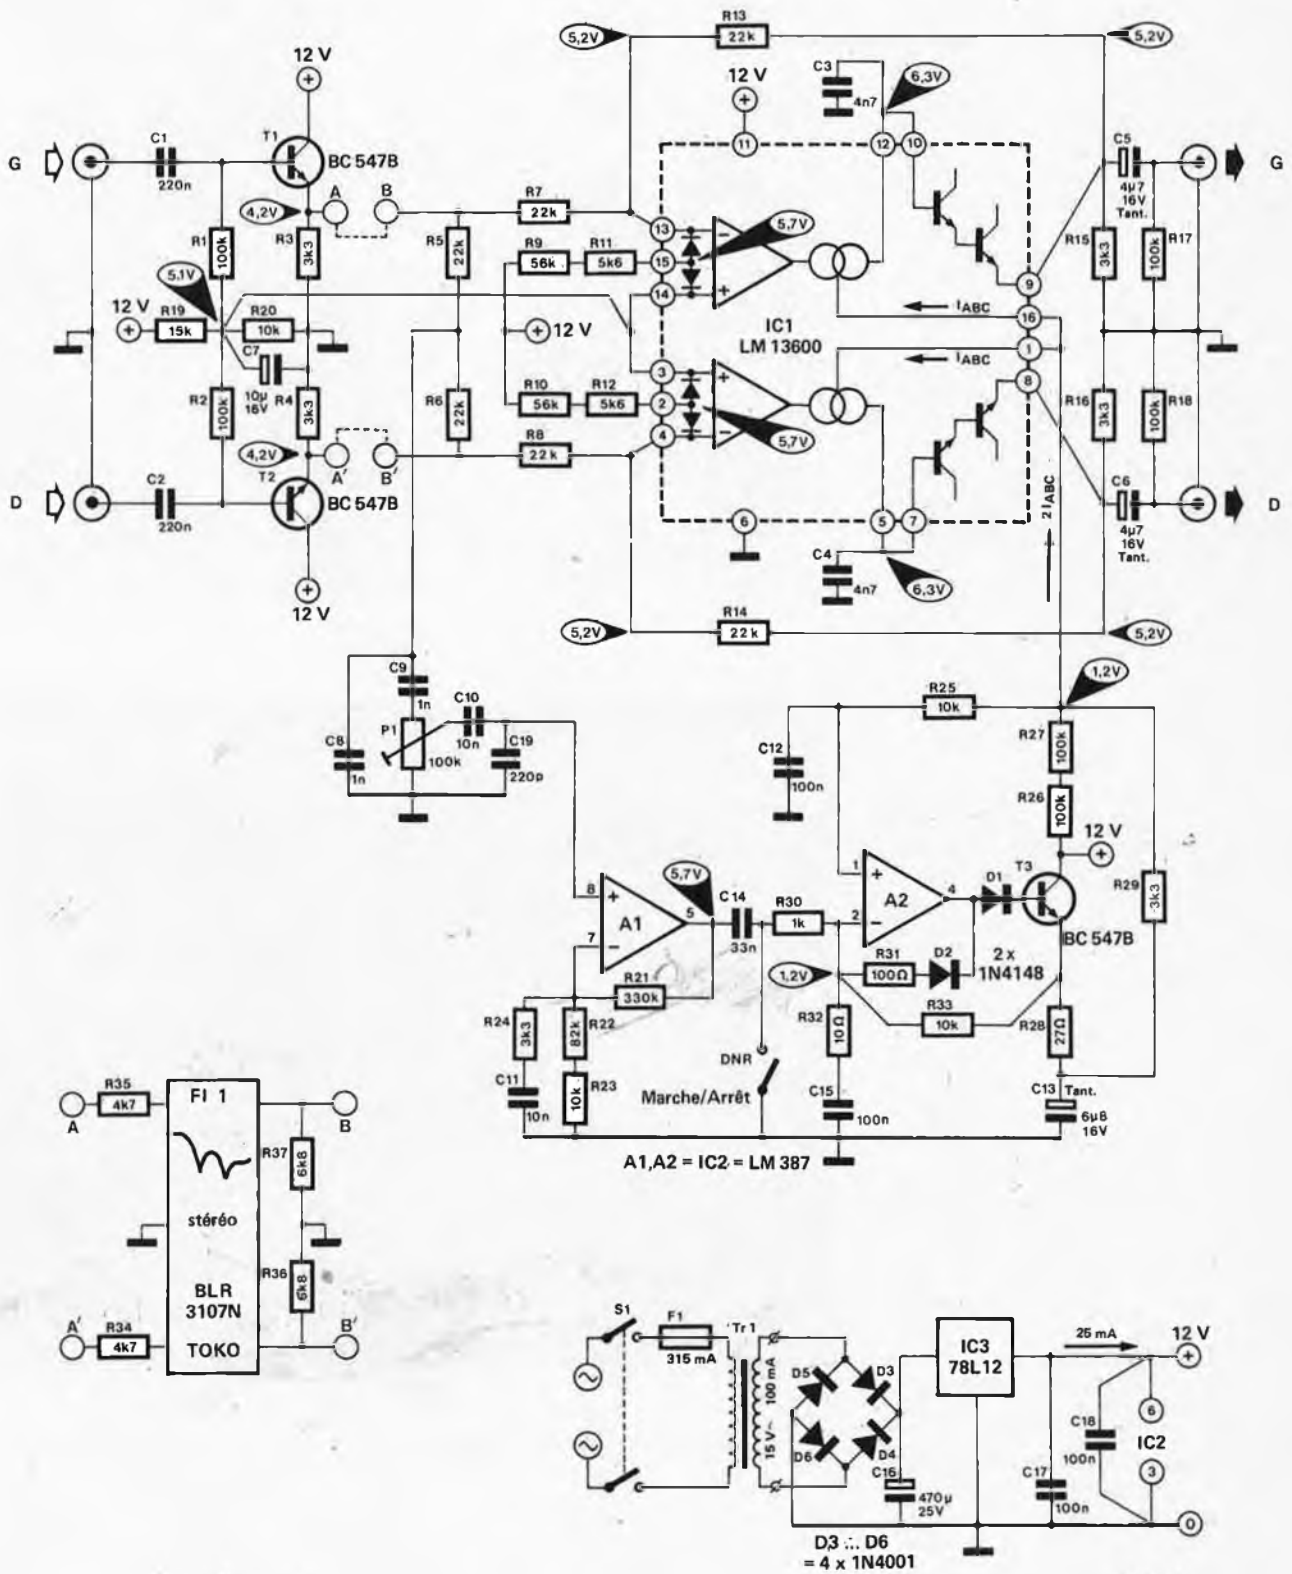 R13
22k
5,2V
5,2V
12 V
C3
4n7
6,3V
12 V
11
12
10
T1
BC 547B
G
C1
220n
A
B
4,2V
R7
22k
C5
4µ7
16V
Tant.
G
R1
100k
R3
3k3
R5
22k
R9
56k
R11
5k6
13
15
14
5,7V
R15
3k3
R17
100k
5,1V
12 V
R19
15k
R20
10k
C7
10µ
16V
12 V
IC1
LM 13600
IABC
IABC
9
16
1
8
R2
100k
R4
3k3
R6
22k
R10
56k
R12
5k6
3
2
4
5,7V
R16
3k3
R18
100k
4,2V
A'
B'
R8
22k
D
C2
220n
T2
BC 547B
12 V
6
5
7
C4
4n7
6,3V
2 IABC
C6
4µ7
16V
Tant.
D
R14
22k
5,2V
5,2V
C9
1n
C10
10n
P1
100k
C8
1n
C19
220p
1,2V
R25
10k
C12
100n
R27
100k
R26
100k
12 V
T3
BC 547B
R29
3k3
8
7
5
A1
5,7V
C14
33n
R30
1k
1
2
4
A2
D1
2 x
1N4148
R31
100Ω
D2
1,2V
R33
10k
R21
330k
R24
3k3
R22
82k
R32
10Ω
R28
27Ω
DNR
Marche/Arrêt
C11
10n
R23
10k
C15
100n
C13
Tant.
6µ8
16V
A1,A2 = IC2 = LM 387
A
R35
4k7
FI 1
B
R37
6k8
stéréo
BLR
3107N
TOKO
R36
6k8
A'
R34
4k7
B'
S1
F1
315 mA
Tr 1
15 V~ 100 mA
D5
D3
D6
D4
IC3
78L12
25 mA
12 V
C16
470µ
25V
C17
100n
C18
100n
6
IC2
3
0
D3 ... D6
= 4 x 1N4001